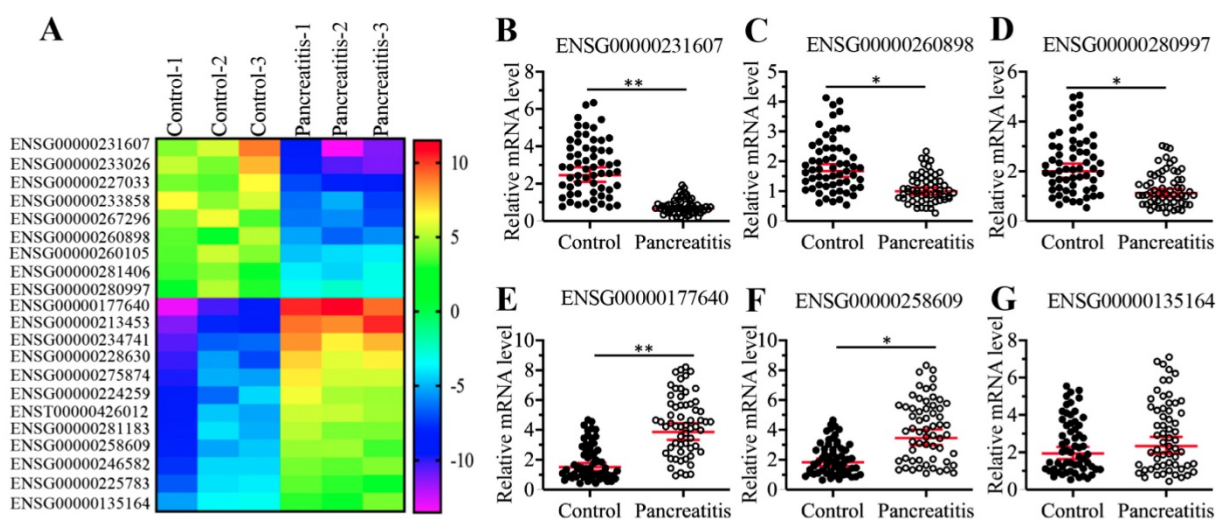 A
Control-1
Control-2
Control-3
Pancreatitis-1
Pancreatitis-2
Pancreatitis-3
ENSG00000231607
ENSG00000233026
ENSG00000227033
ENSG00000233858
ENSG00000267296
ENSG00000260898
ENSG00000260105
ENSG00000281406
ENSG00000280997
ENSG00000177640
ENSG00000213453
ENSG00000234741
ENSG00000228630
ENSG00000275874
ENSG00000224259
ENST00000426012
ENSG00000281183
ENSG00000258609
ENSG00000246582
ENSG00000225783
ENSG00000135164
10
5
0
-5
-10
B
ENSG00000231607
Relative mRNA level
8
6
4
2
0
**
Control Pancreatitis
C
ENSG00000260898
Relative mRNA level
5
4
3
2
1
0
*
Control Pancreatitis
D
ENSG00000280997
Relative mRNA level
6
4
2
0
*
Control Pancreatitis
E
ENSG00000177640
Relative mRNA level
10
8
6
4
2
0
**
Control Pancreatitis
F
ENSG00000258609
Relative mRNA level
10
8
6
4
2
0
*
Control Pancreatitis
G
ENSG00000135164
Relative mRNA level
8
6
4
2
0
Control Pancreatitis